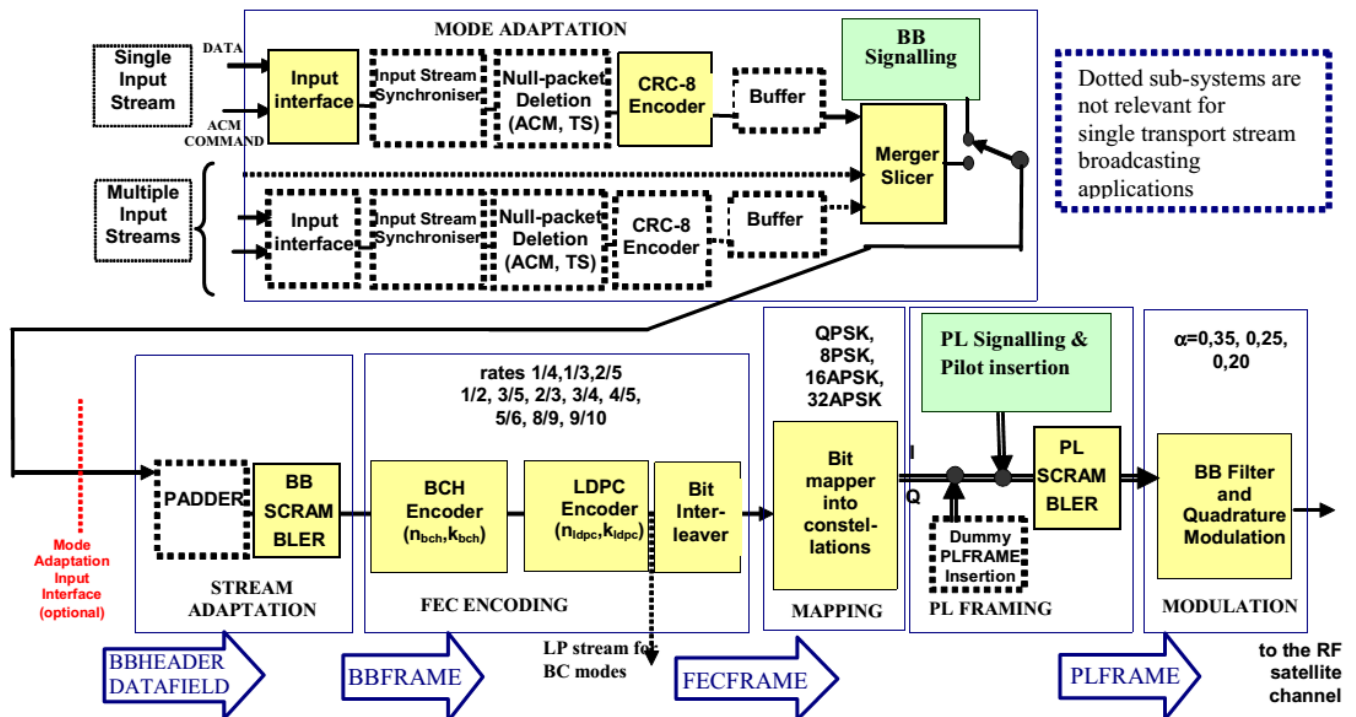 MODE ADAPTATION
Single
Input
Stream
DATA
ACM
COMMAND
Input
interface
Input Stream
Synchroniser
Null-packet
Deletion
(ACM, TS)
CRC-8
Encoder
Buffer
BB
Signalling
Merger
Slicer
Dotted sub-systems are
not relevant for
single transport stream
broadcasting
applications
Multiple
Input
Streams
Input
interface
Input Stream
Synchroniser
Null-packet
Deletion
(ACM, TS)
CRC-8
Encoder
Buffer
Mode
Adaptation
Input
Interface
(optional)
PADDER
BB
SCRAM
BLER
STREAM
ADAPTATION
rates 1/4,1/3,2/5
1/2, 3/5, 2/3, 3/4, 4/5,
5/6, 8/9, 9/10
BCH
Encoder
(nbch,kbch)
LDPC
Encoder
(nldpc,kldpc)
Bit
Inter-
leaver
FEC ENCODING
LP stream for
BC modes
QPSK,
8PSK,
16APSK,
32APSK
Bit
mapper
into
constel-
lations
MAPPING
I
Q
PL Signalling &
Pilot insertion
Dummy
PLFRAME
Insertion
PL
SCRAM
BLER
PL FRAMING
α=0,35, 0,25,
0,20
BB Filter
and
Quadrature
Modulation
MODULATION
BBHEADER
DATAFIELD
BBFRAME
FECFRAME
PLFRAME
to the RF
satellite
channel